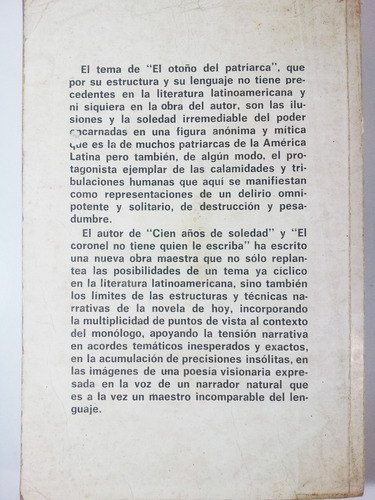 El tema de "El otoño del patriarca", que
por su estructura y su lenguaje no tiene pre-
cedentes en la literatura latinoamericana y
ni siquiera en la obra del autor, son las ilu-
siones y la soledad irremediable del poder
encarnadas en una figura anónima y mítica
que es la de muchos patriarcas de la América
Latina pero también, de algún modo, el pro-
tagonista ejemplar de las calamidades y tri-
bulaciones humanas que aquí se manifiestan
como representaciones de un delirio omni-
potente y solitario, de destrucción y pesa-
dumbre.
El autor de "Cien años de soledad" y "El
coronel no tiene quien le escriba" ha escrito
una nueva obra maestra que no sólo replan-
tea las posibilidades de un tema ya cíclico
en la literatura latinoamericana, sino también
los límites de las estructuras y técnicas na-
rrativas de la novela de hoy, incorporando
la multiplicidad de puntos de vista al contexto
del monólogo, apoyando la tensión narrativa
en acordes temáticos inesperados y exactos,
en la acumulación de precisiones insólitas, en
las imágenes de una poesía visionaria expre-
sada en la voz de un narrador natural que
es a la vez un maestro incomparable del len-
guaje.